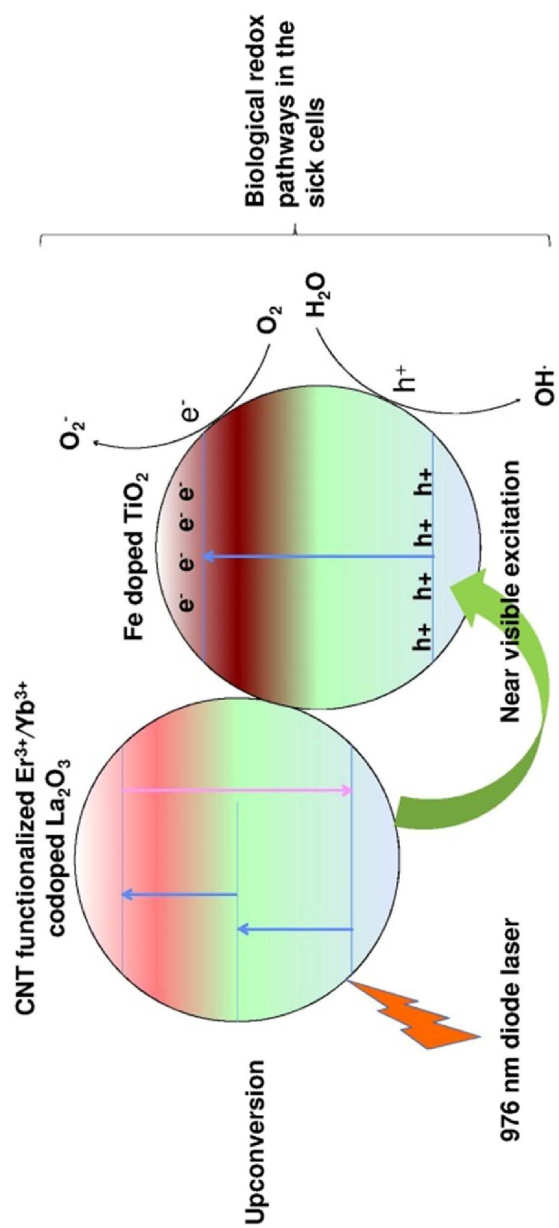 Upconversion
CNT functionalized Er³⁺/Yb³⁺
codoped La₂O₃
976 nm diode laser
Fe doped TiO₂
e⁻ e⁻ e⁻ e⁻
h+ h+ h+ h+
Near visible excitation
O₂⁻
e⁻
O₂
H₂O
h⁺
OH·
Biological redox
pathways in the
sick cells